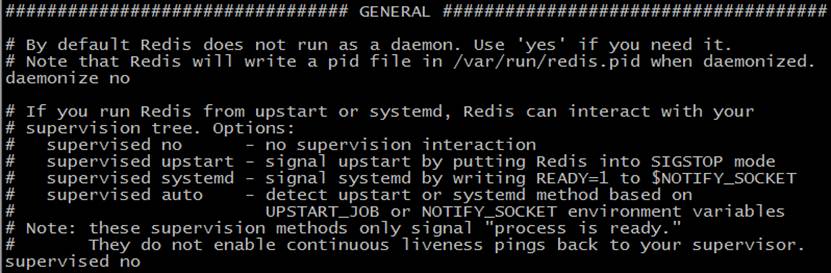 ################################# GENERAL #####################################

# By default Redis does not run as a daemon. Use 'yes' if you need it.
# Note that Redis will write a pid file in /var/run/redis.pid when daemonized.
daemonize no

# If you run Redis from upstart or systemd, Redis can interact with your
# supervision tree. Options:
#   supervised no      - no supervision interaction
#   supervised upstart - signal upstart by putting Redis into SIGSTOP mode
#   supervised systemd - signal systemd by writing READY=1 to $NOTIFY_SOCKET
#   supervised auto    - detect upstart or systemd method based on
#                        UPSTART_JOB or NOTIFY_SOCKET environment variables
# Note: these supervision methods only signal "process is ready."
#       They do not enable continuous liveness pings back to your supervisor.
supervised no